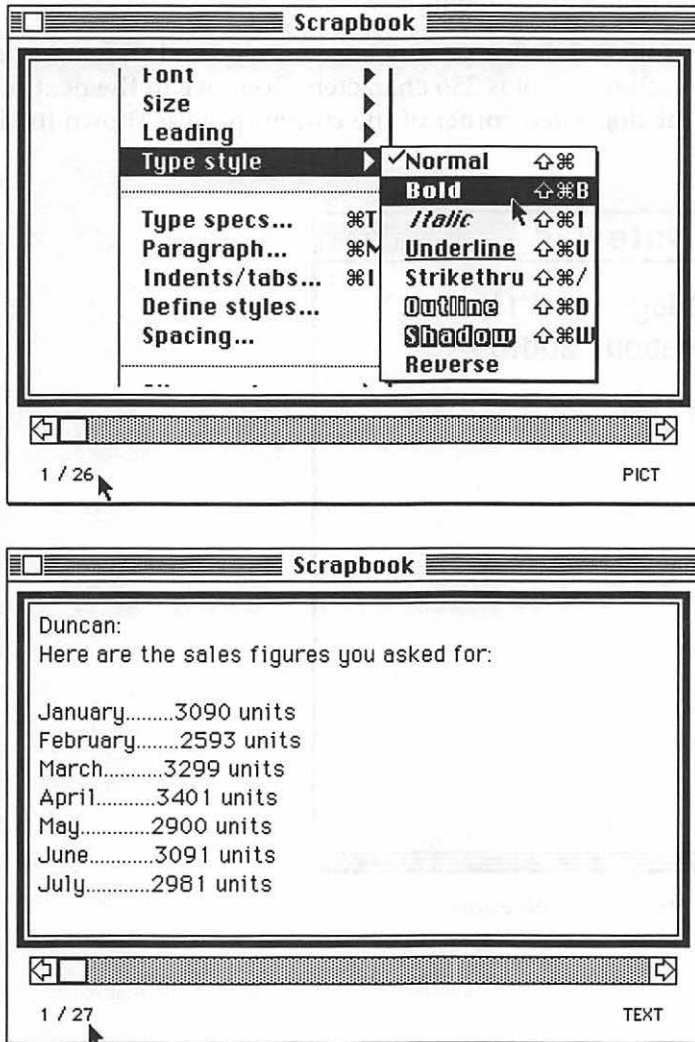 Scrapbook
Font
Size
Leading
Type style
✓Normal ⇧⌘
Bold ⇧⌘B
Italic ⇧⌘I
Underline ⇧⌘U
Strikethru ⇧⌘/
Outline ⇧⌘D
Shadow ⇧⌘W
Reverse
Type specs... ⌘T
Paragraph... ⌘M
Indents/tabs... ⌘I
Define styles...
Spacing...
1 / 26
PICT
Scrapbook
Duncan:
Here are the sales figures you asked for:
January.........3090 units
February........2593 units
March...........3299 units
April...........3401 units
May.............2900 units
June............3091 units
July............2981 units
1 / 27
TEXT